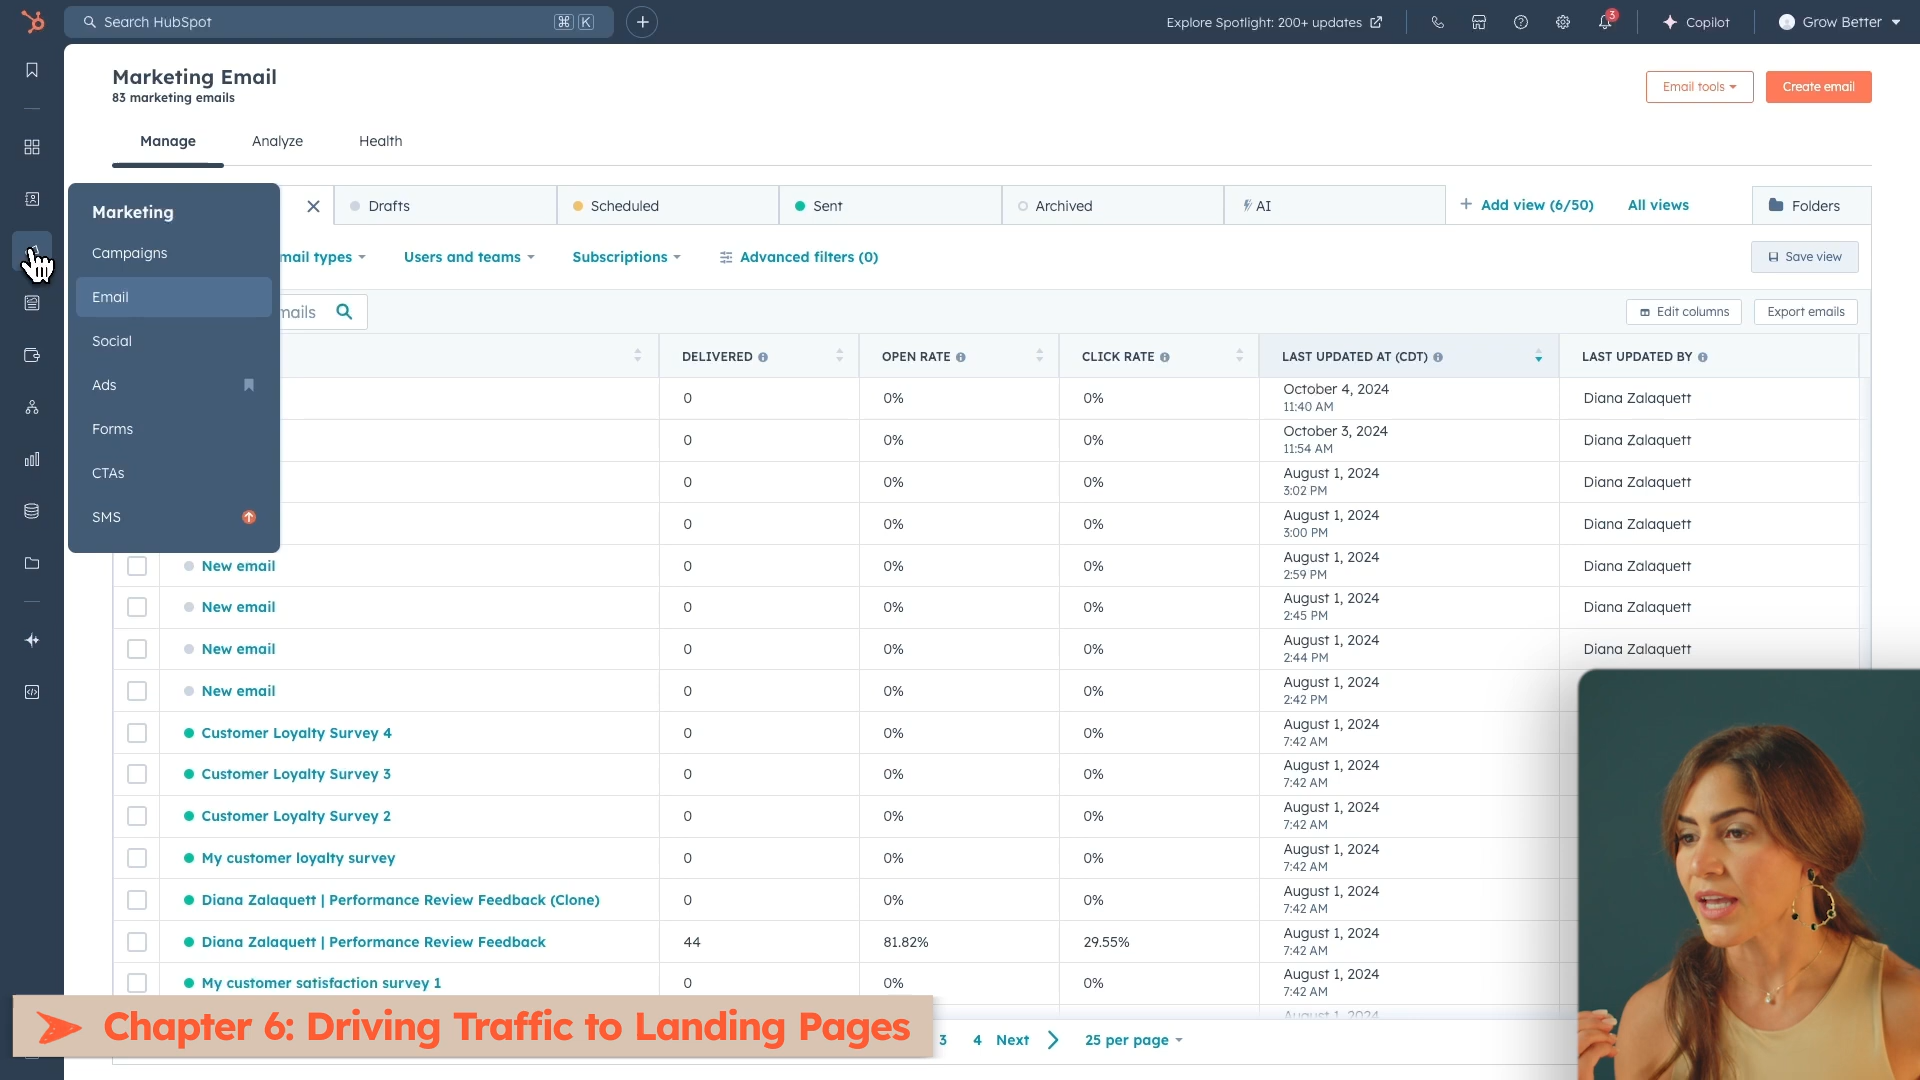 Search HubSpot
⌘ K
Explore Spotlight: 200+ updates
3
Copilot
Grow Better
Marketing Email
83 marketing emails
Email tools
Create email
Manage
Analyze
Health
Marketing
Campaigns
Email
Social
Ads
Forms
CTAs
SMS
Drafts
Scheduled
Sent
Archived
AI
Add view (6/50)
All views
Folders
mail types
Users and teams
Subscriptions
Advanced filters (0)
Save view
mails
Edit columns
Export emails
DELIVERED
OPEN RATE
CLICK RATE
LAST UPDATED AT (CDT)
LAST UPDATED BY
0 0% 0% October 4, 2024 Diana Zalaquett
11:40 AM
0 0% 0% October 3, 2024 Diana Zalaquett
11:54 AM
0 0% 0% August 1, 2024 Diana Zalaquett
3:02 PM
0 0% 0% August 1, 2024 Diana Zalaquett
3:00 PM
New email 0 0% 0% August 1, 2024 Diana Zalaquett
2:59 PM
New email 0 0% 0% August 1, 2024 Diana Zalaquett
2:45 PM
New email 0 0% 0% August 1, 2024 Diana Zalaquett
2:44 PM
New email 0 0% 0% August 1, 2024
2:42 PM
Customer Loyalty Survey 4 0 0% 0% August 1, 2024
7:42 AM
Customer Loyalty Survey 3 0 0% 0% August 1, 2024
7:42 AM
Customer Loyalty Survey 2 0 0% 0% August 1, 2024
7:42 AM
My customer loyalty survey 0 0% 0% August 1, 2024
7:42 AM
Diana Zalaquett | Performance Review Feedback (Clone) 0 0% 0% August 1, 2024
7:42 AM
Diana Zalaquett | Performance Review Feedback 44 81.82% 29.55% August 1, 2024
7:42 AM
My customer satisfaction survey 1 0 0% 0% August 1, 2024
7:42 AM
August 1, 2024
Chapter 6: Driving Traffic to Landing Pages
3 4 Next
25 per page